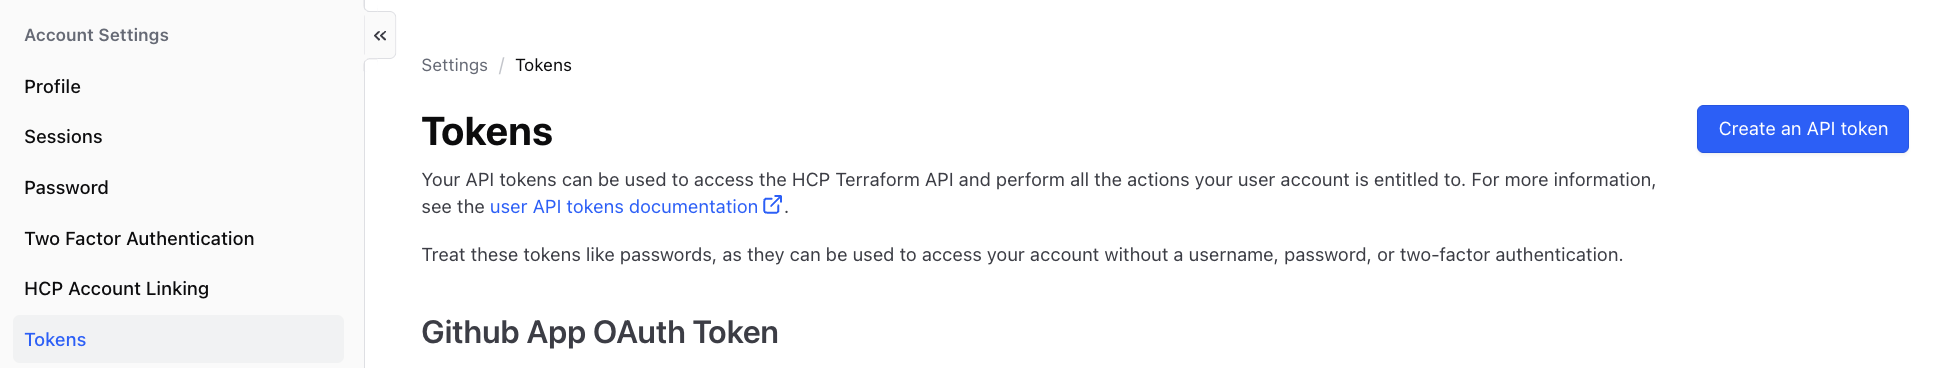 Account Settings
Profile
Sessions
Password
Two Factor Authentication
HCP Account Linking
Tokens
Settings / Tokens
Tokens
Create an API token
Your API tokens can be used to access the HCP Terraform API and perform all the actions your user account is entitled to. For more information,
see the user API tokens documentation.
Treat these tokens like passwords, as they can be used to access your account without a username, password, or two-factor authentication.
Github App OAuth Token